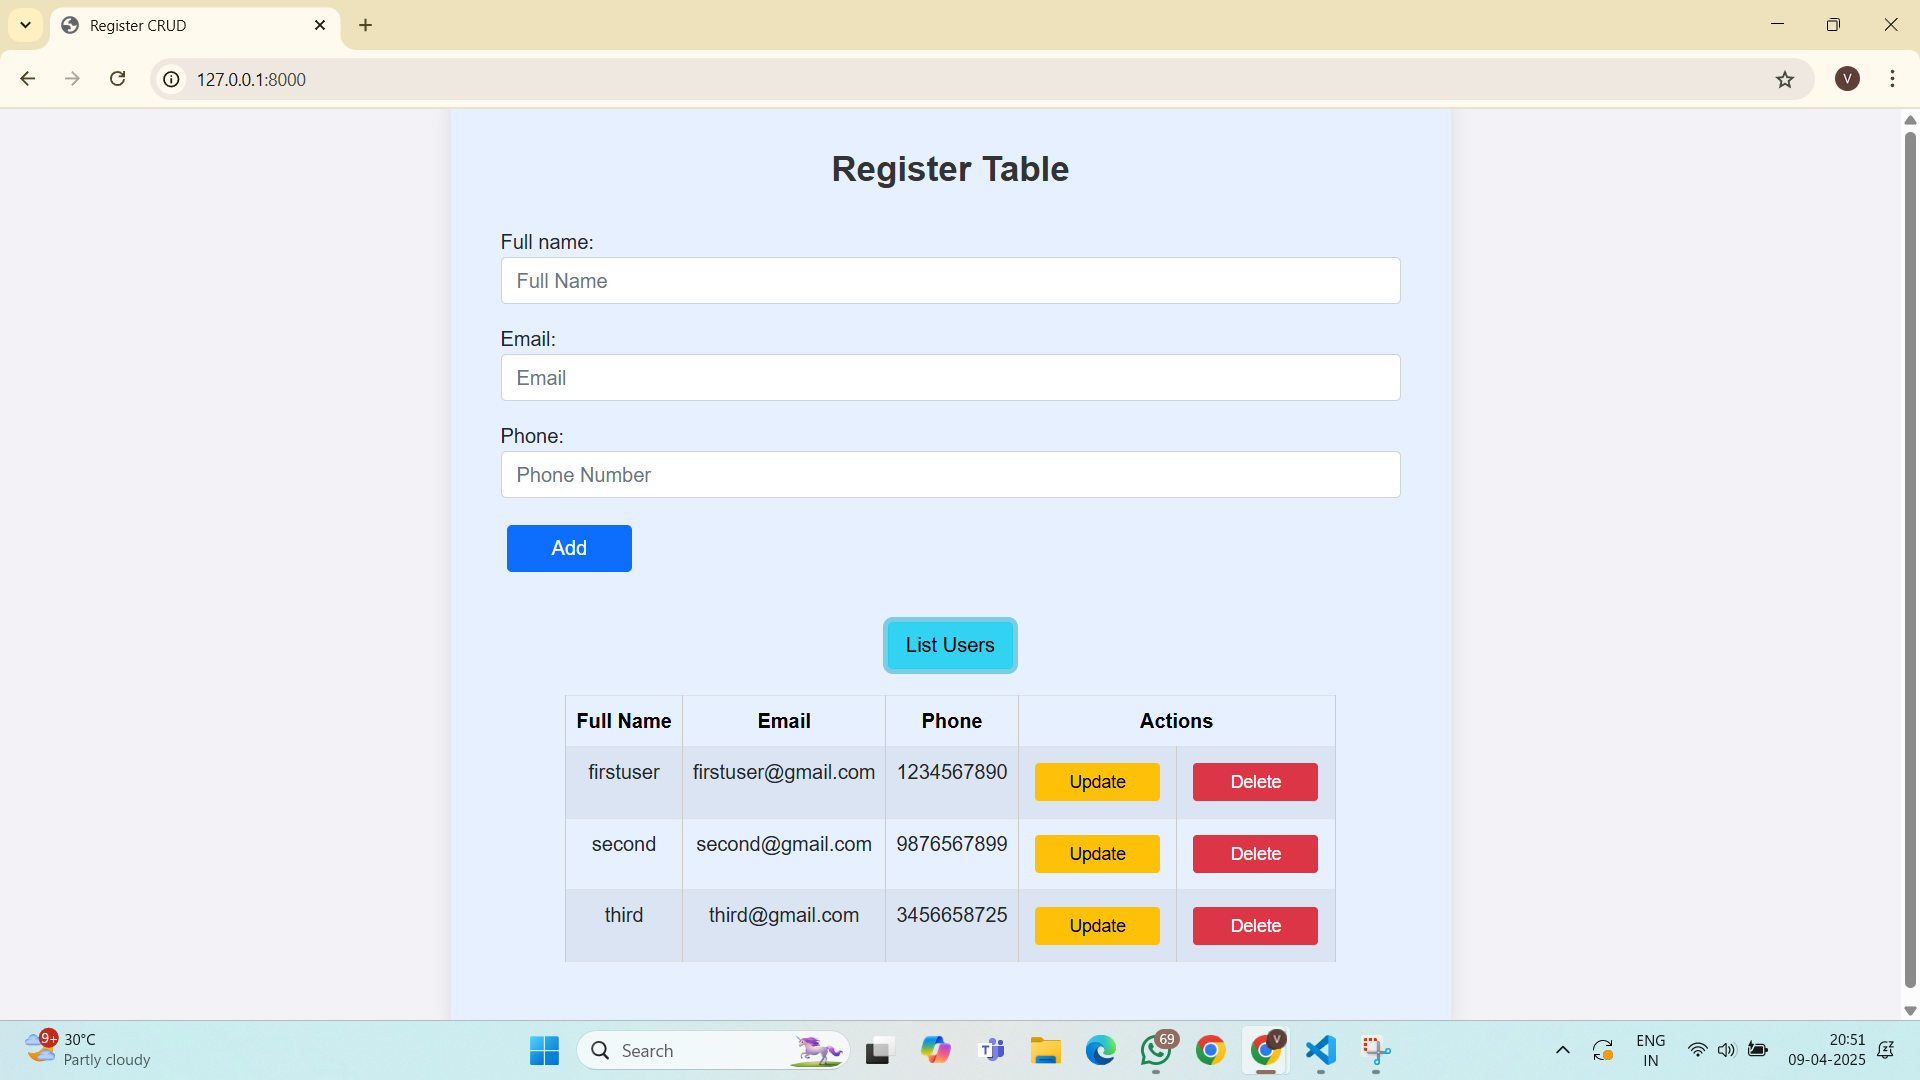 Register CRUD
127.0.0.1:8000
V
Register Table
Full name:
Full Name
Email:
Email
Phone:
Phone Number
Add
List Users
Full Name Email Phone Actions
firstuser firstuser@gmail.com 1234567890 Update Delete
second second@gmail.com 9876567899 Update Delete
third third@gmail.com 3456658725 Update Delete
9+
30°C
Partly cloudy
Search
T
69
V
ENG
IN
20:51
09-04-2025